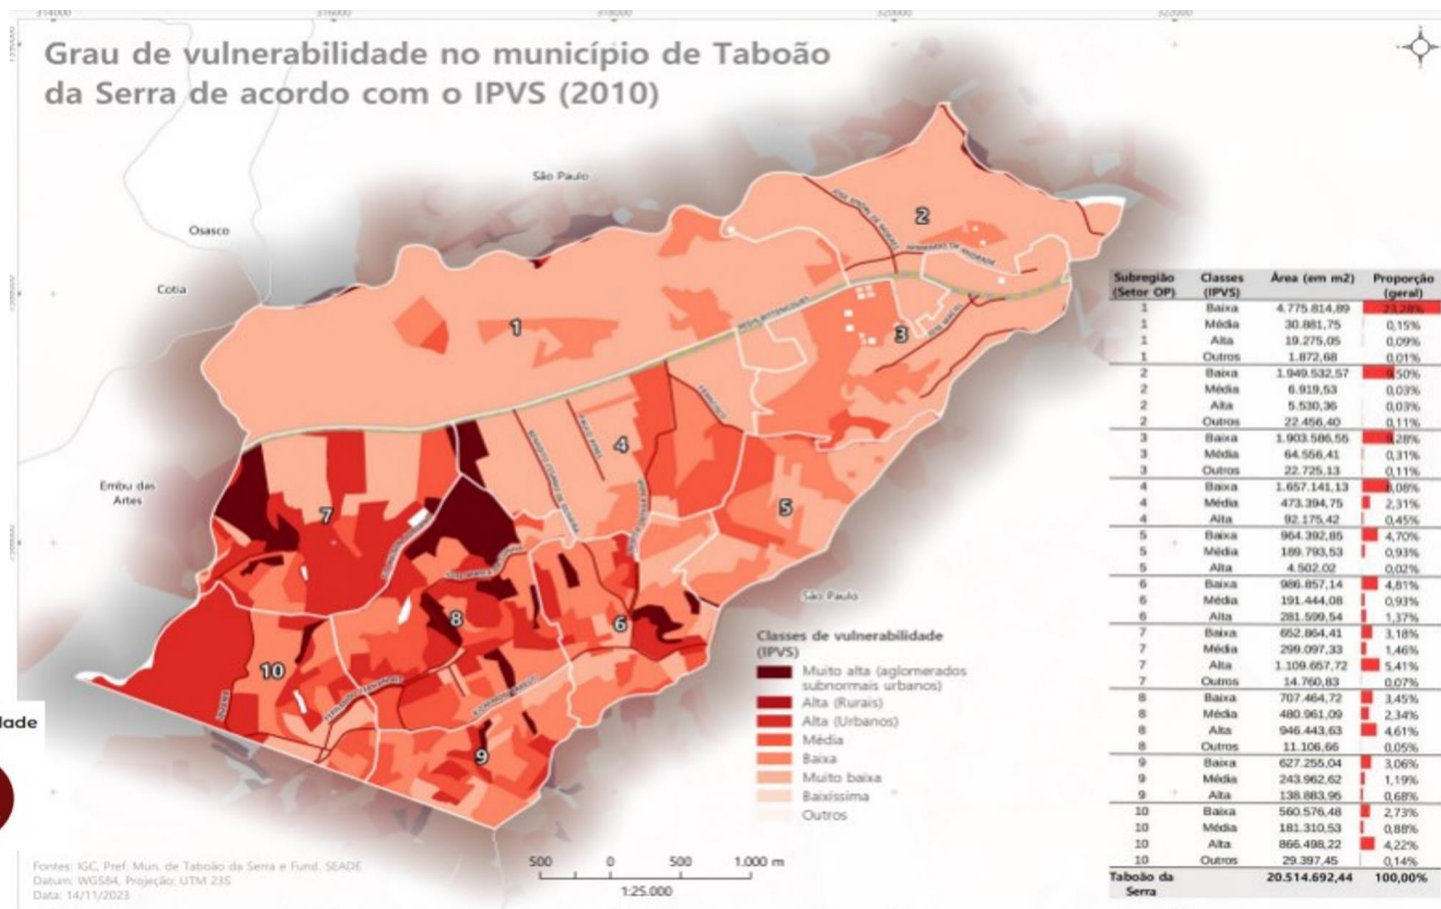 314000 316000 318000 320000 322000
Grau de vulnerabilidade no município de Taboão
da Serra de acordo com o IPVS (2010)
São Paulo
Osasco
Cotia
Embu das
Artes
São Paulo
1
2
3
4
5
6
7
8
9
10
REGIS BITTENCOURT
JOSE MACIEL
dade
Classes de vulnerabilidade
(IPVS)
Muito alta (aglomerados
subnormais urbanos)
Alta (Rurais)
Alta (Urbanos)
Média
Baixa
Muito baixa
Baixíssima
Outros
500 0 500 1.000 m
1:25.000
Fontes: IGC, Pref. Mun. de Taboão da Serra e Fund. SEADE
Datum: WGS84, Projeção: UTM 23S
Data: 14/11/2023
Subregião Classes Área (em m2) Proporção
(Setor OP) (IPVS) (geral)
1 Baixa 4.775.814,89 23,28%
1 Média 30.881,75 0,15%
1 Alta 19.275,05 0,09%
1 Outros 1.872,68 0,01%
2 Baixa 1.949.532,57 9,50%
2 Média 6.919,53 0,03%
2 Alta 5.530,36 0,03%
2 Outros 22.456,40 0,11%
3 Baixa 1.903.586,55 9,28%
3 Média 64.556,41 0,31%
3 Outros 22.725,13 0,11%
4 Baixa 1.657.141,13 8,08%
4 Média 473.394,75 2,31%
4 Alta 92.175,42 0,45%
5 Baixa 964.392,85 4,70%
5 Média 189.793,53 0,93%
5 Alta 4.502,02 0,02%
6 Baixa 986.857,14 4,81%
6 Média 191.444,08 0,93%
6 Alta 281.599,54 1,37%
7 Baixa 652.864,41 3,18%
7 Média 299.097,33 1,46%
7 Alta 1.109.657,72 5,41%
7 Outros 14.760,83 0,07%
8 Baixa 707.464,72 3,45%
8 Média 480.961,09 2,34%
8 Alta 946.443,63 4,61%
8 Outros 11.106,66 0,05%
9 Baixa 627.255,04 3,06%
9 Média 243.962,62 1,19%
9 Alta 138.883,95 0,68%
10 Baixa 560.576,48 2,73%
10 Média 181.310,53 0,88%
10 Alta 866.498,22 4,22%
10 Outros 29.397,45 0,14%
Taboão da 20.514.692,44 100,00%
Serra